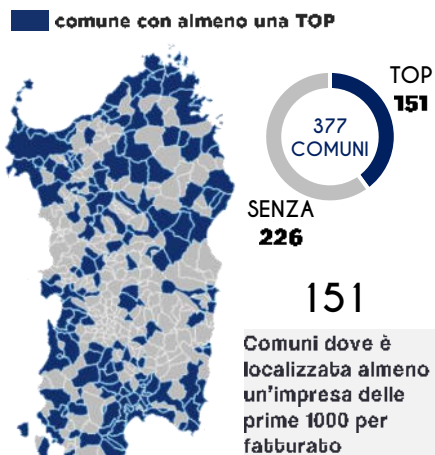 comune con almeno una TOP
TOP
151
377
COMUNI
SENZA
226
151
Comuni dove è
localizzata almeno
un'impresa delle
prime 1000 per
fatturato